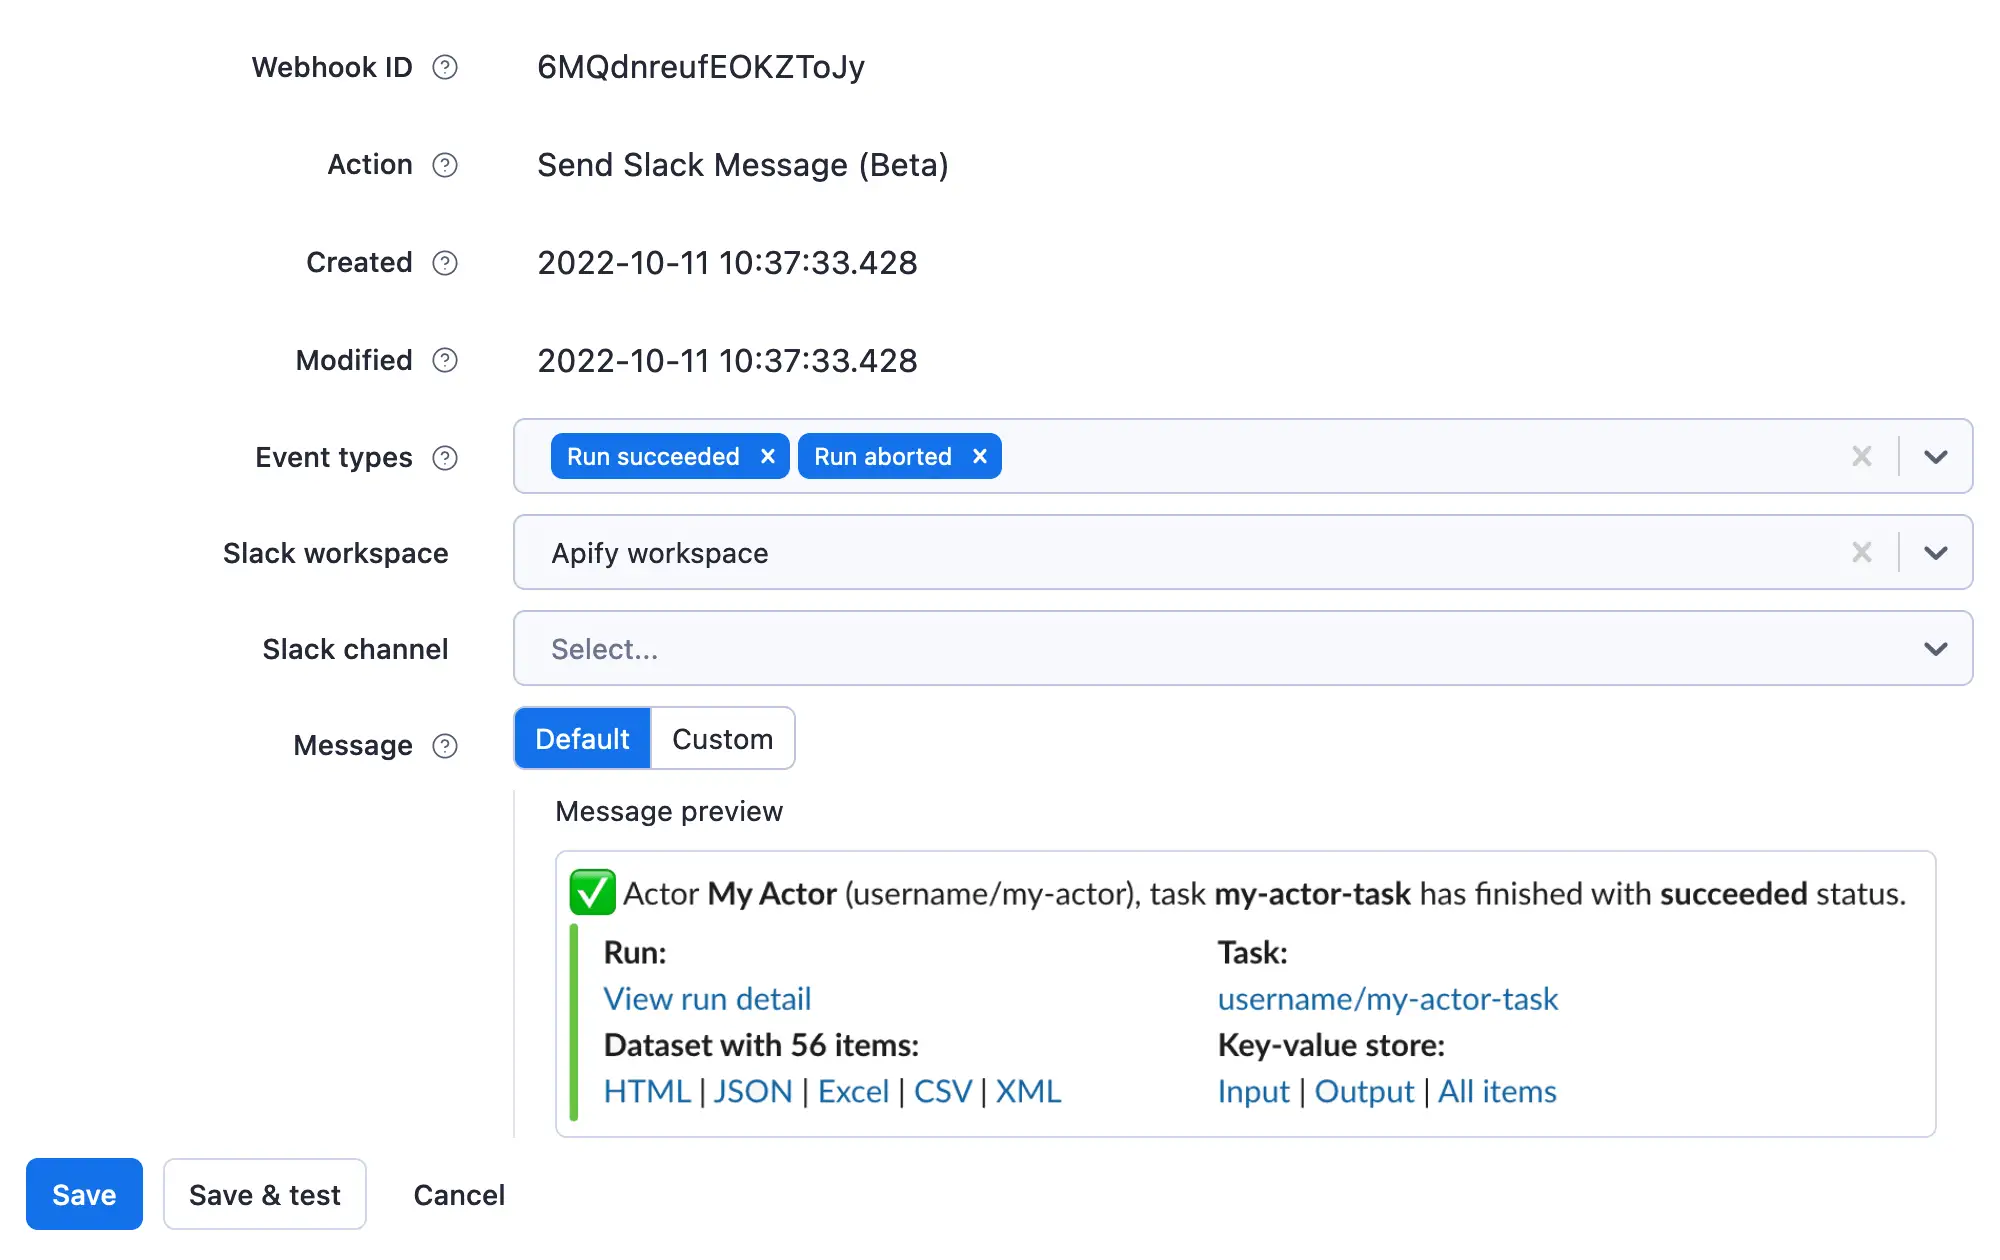 Webhook ID 6MQdnreufEOKZToJy
Action Send Slack Message (Beta)
Created 2022-10-11 10:37:33.428
Modified 2022-10-11 10:37:33.428
Event types Run succeeded Run aborted
Slack workspace Apify workspace
Slack channel Select...
Message Default Custom
Message preview
Actor My Actor (username/my-actor), task my-actor-task has finished with succeeded status.
Run: Task:
View run detail username/my-actor-task
Dataset with 56 items: Key-value store:
HTML | JSON | Excel | CSV | XML Input | Output | All items
Save Save & test Cancel